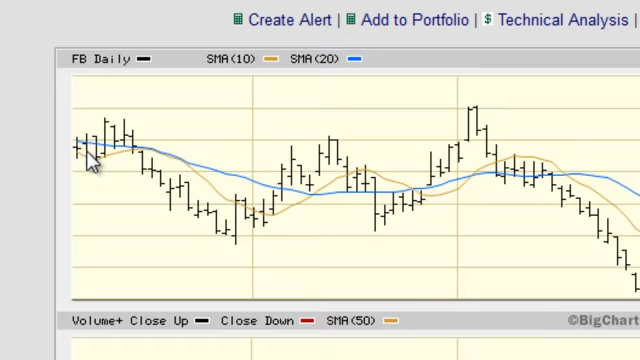 Create Alert | Add to Portfolio | $ Technical Analysis |
FB Daily SMA(10) SMA(20)
Volume+ Close Up Close Down SMA(50) ©BigChart